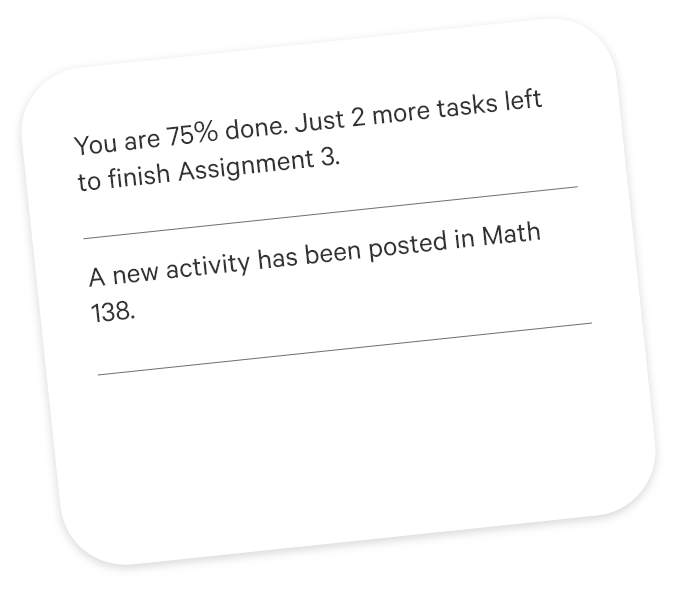 You are 75% done. Just 2 more tasks left
to finish Assignment 3.
A new activity has been posted in Math
138.